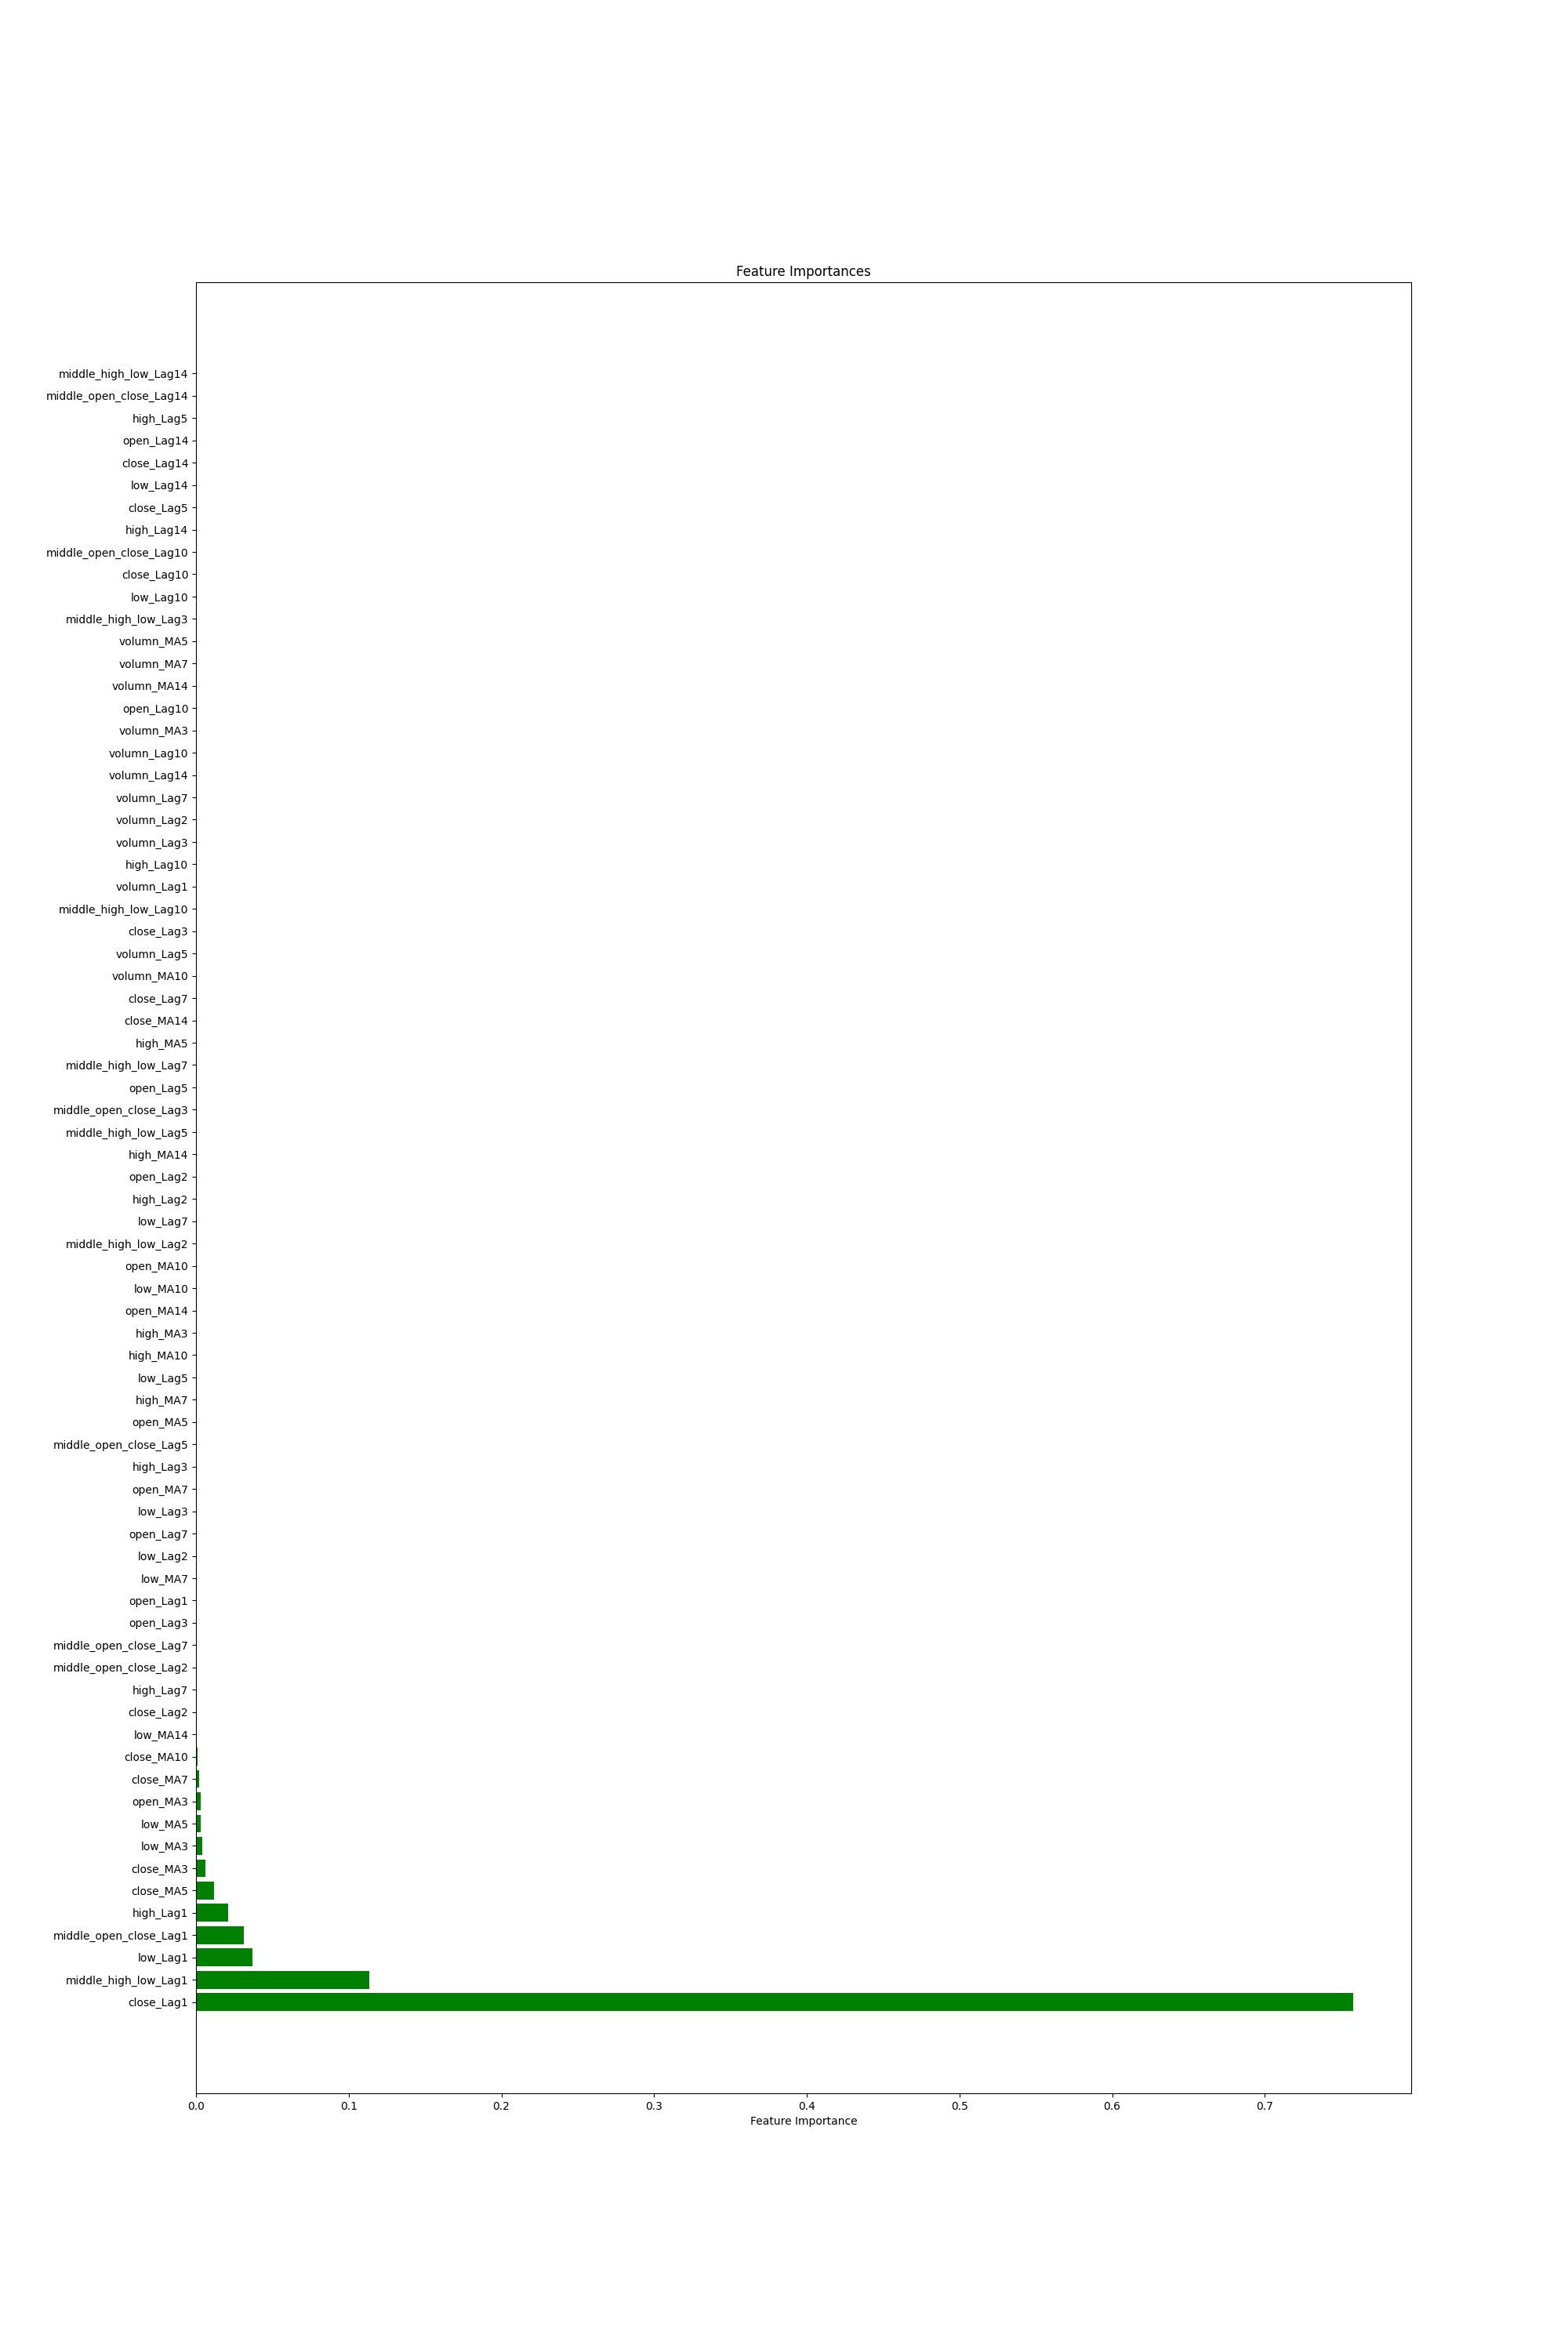 Feature Importances
middle_high_low_Lag14
middle_open_close_Lag14
high_Lag5
open_Lag14
close_Lag14
low_Lag14
close_Lag5
high_Lag14
middle_open_close_Lag10
close_Lag10
low_Lag10
middle_high_low_Lag3
volumn_MA5
volumn_MA7
volumn_MA14
open_Lag10
volumn_MA3
volumn_Lag10
volumn_Lag14
volumn_Lag7
volumn_Lag2
volumn_Lag3
high_Lag10
volumn_Lag1
middle_high_low_Lag10
close_Lag3
volumn_Lag5
volumn_MA10
close_Lag7
close_MA14
high_MA5
middle_high_low_Lag7
open_Lag5
middle_open_close_Lag3
middle_high_low_Lag5
high_MA14
open_Lag2
high_Lag2
low_Lag7
middle_high_low_Lag2
open_MA10
low_MA10
open_MA14
high_MA3
high_MA10
low_Lag5
high_MA7
open_MA5
middle_open_close_Lag5
high_Lag3
open_MA7
low_Lag3
open_Lag7
low_Lag2
low_MA7
open_Lag1
open_Lag3
middle_open_close_Lag7
middle_open_close_Lag2
high_Lag7
close_Lag2
low_MA14
close_MA10
close_MA7
open_MA3
low_MA5
low_MA3
close_MA3
close_MA5
high_Lag1
middle_open_close_Lag1
low_Lag1
middle_high_low_Lag1
close_Lag1
0.0 0.1 0.2 0.3 0.4 0.5 0.6 0.7
Feature Importance